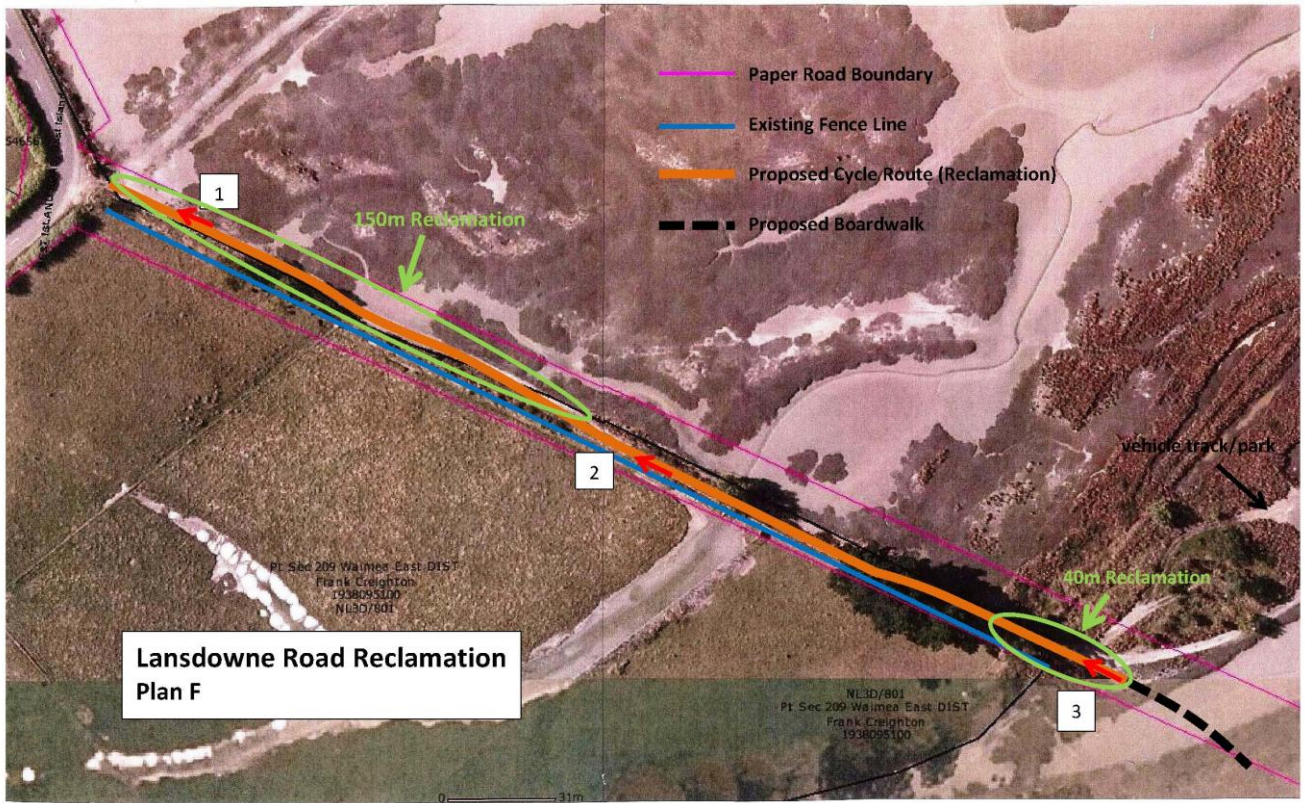 Paper Road Boundary
Existing Fence Line
Proposed Cycle Route (Reclamation)
Proposed Boardwalk
1
150m Reclamation
2
vehicle track/park
40m Reclamation
3
Pt Sec 209 Waimea East DIST
Frank Creighton
1938095100
NL3D/801
Lansdowne Road Reclamation
Plan F
NL3D/801
Pt Sec 209 Waimea East DIST
Frank Creighton
1938095100
0 31m